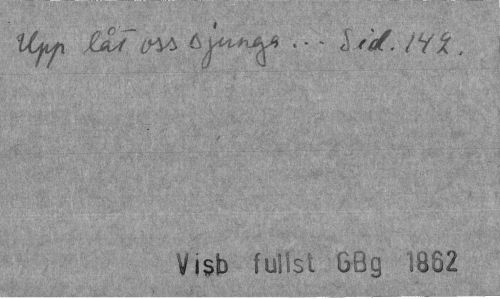 Upp låt oss sjunga... Sid. 142.
Visb fullst GBg 1862